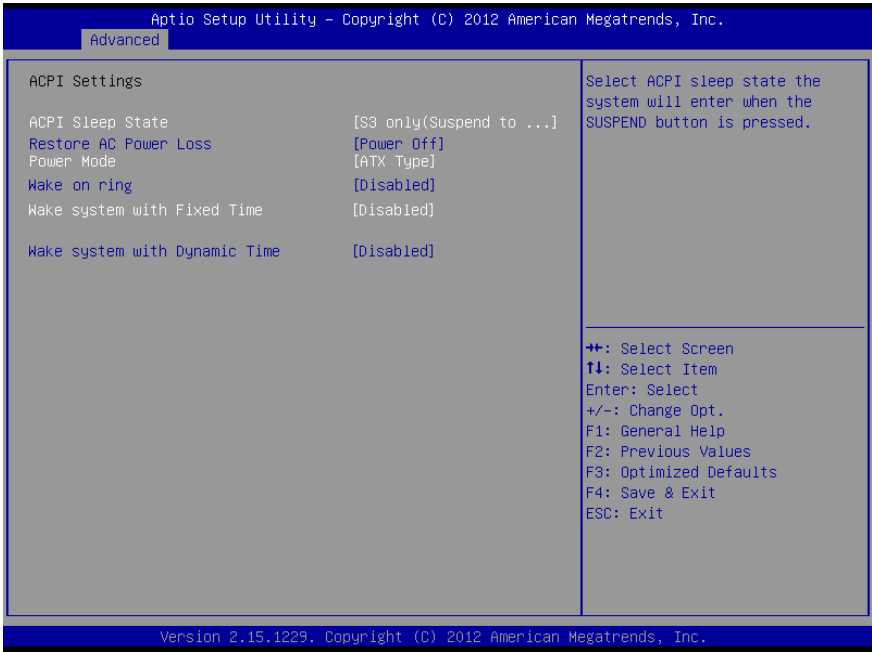 Aptio Setup Utility – Copyright (C) 2012 American Megatrends, Inc.
Advanced
ACPI Settings
ACPI Sleep State [S3 only(Suspend to ...]
Restore AC Power Loss [Power Off]
Power Mode [ATX Type]
Wake on ring [Disabled]
Wake system with Fixed Time [Disabled]
Wake system with Dynamic Time [Disabled]
Select ACPI sleep state the
system will enter when the
SUSPEND button is pressed.
→←: Select Screen
↑↓: Select Item
Enter: Select
+/-: Change Opt.
F1: General Help
F2: Previous Values
F3: Optimized Defaults
F4: Save & Exit
ESC: Exit
Version 2.15.1229. Copyright (C) 2012 American Megatrends, Inc.